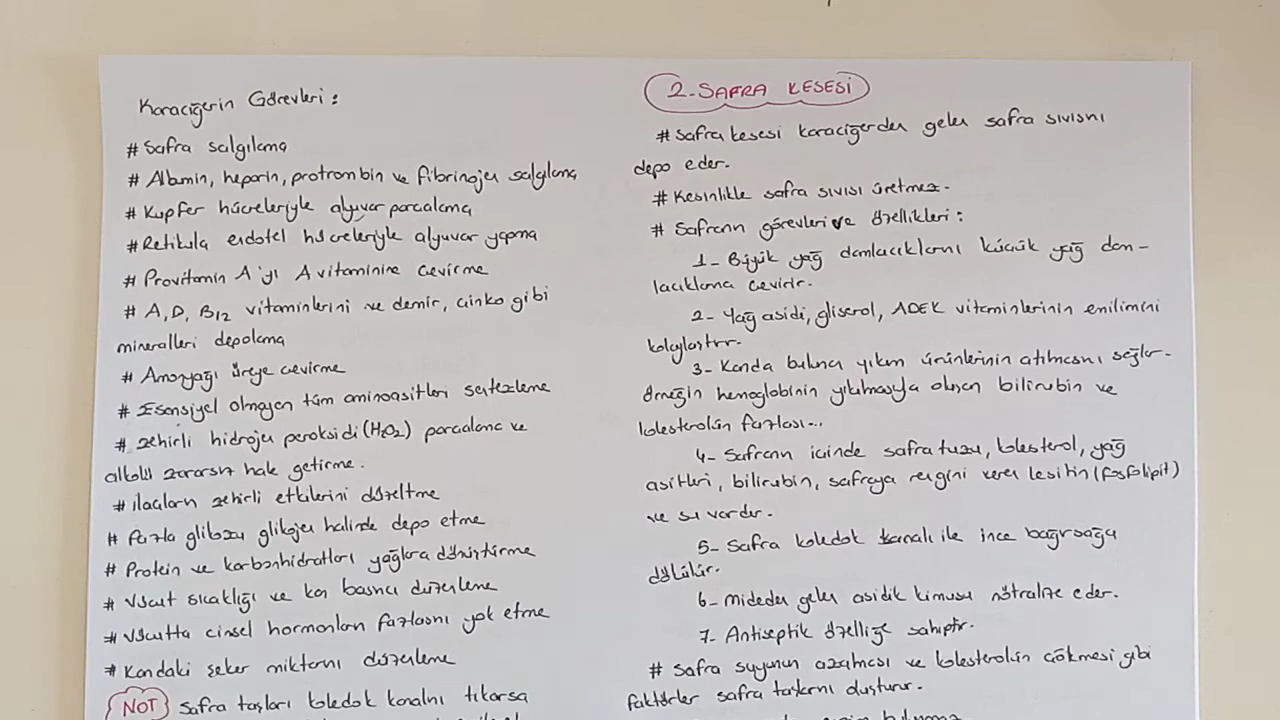 Karaciğerin Görevleri :
# Safra salgılama
# Albumin, heparin, protrombin ve fibrinojen salgılama
# Kupfer hücreleriyle alyuvar parçalama
# Retikula endotel hücreleriyle alyuvar yapma
# Provitamin A'yı A vitaminine çevirme
# A, D, B12 vitaminlerini ve demir, çinko gibi
mineralleri depolama
# Amonyağı üreye çevirme
# Esansiyel olmayan tüm aminoasitleri sentezleme
# zehirli hidrojen peroksidi (H2O2) parçalama ve
alkolü zararsız hale getirme.
# ilaçların zehirli etkilerini düzeltme
# Fazla glikozu glikojen halinde depo etme
# Protein ve karbonhidratları yağlara dönüştürme
# Vücut sıcaklığı ve kan basıncı düzenleme
# Vücutta cinsel hormonların fazlasını yok etme
# Kandaki şeker miktarını düzenleme
NOT Safra taşları koledok kanalını tıkarsa
2-SAFRA KESESİ
# Safra kesesi karaciğerden gelen safra sıvısını
depo eder.
# Kesinlikle safra sıvısı üretmez.
# Safranın görevleri ve özellikleri :
1- Büyük yağ damlacıklarını küçük yağ dam-
lacıklarına çevirir.
2- Yağ asidi, gliserol, ADEK vitaminlerinin emilimini
kolaylaştırır.
3- Kanda bulunan yıkım ürünlerinin atılmasını sağlar.
Örneğin hemoglobinin yıkılmasıyla oluşan bilirubin ve
kolesterolün fazlası...
4- Safranın içinde safra tuzu, kolesterol, yağ
asitleri, bilirubin, safraya rengini veren lesitin (fosfolipit)
ve su vardır.
5- Safra koledok kanalı ile ince bağırsağa
dökülür.
6- mideden gelen asidik kimusu nötralize eder.
7- Antiseptik özelliğe sahiptir.
# Safra suyunun azalması ve kolesterolün çökmesi gibi
faktörler safra taşlarını oluşturur.